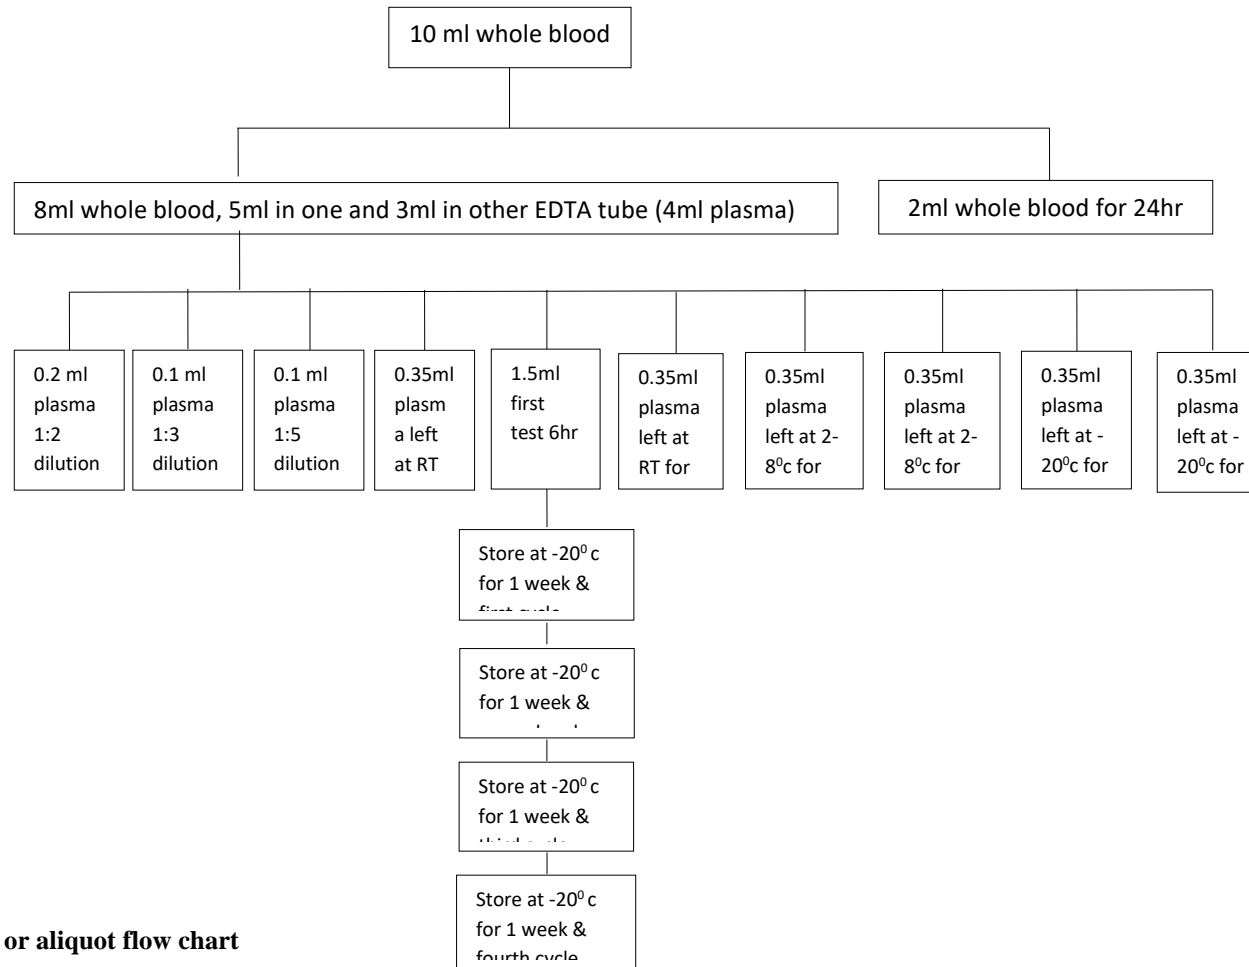 10 ml whole blood
8ml whole blood, 5ml in one and 3ml in other EDTA tube (4ml plasma)
2ml whole blood for 24hr
0.2 ml
plasma
1:2
dilution
0.1 ml
plasma
1:3
dilution
0.1 ml
plasma
1:5
dilution
0.35ml
plasm
a left
at RT
1.5ml
first
test 6hr
0.35ml
plasma
left at
RT for
0.35ml
plasma
left at 2-
8⁰c for
0.35ml
plasma
left at 2-
8⁰c for
0.35ml
plasma
left at -
20⁰c for
0.35ml
plasma
left at -
20⁰c for
Store at -20⁰ c
for 1 week &
first cycle
Store at -20⁰ c
for 1 week &
Store at -20⁰ c
for 1 week &
third cycle
Store at -20⁰ c
for 1 week &
fourth cycle
or aliquot flow chart